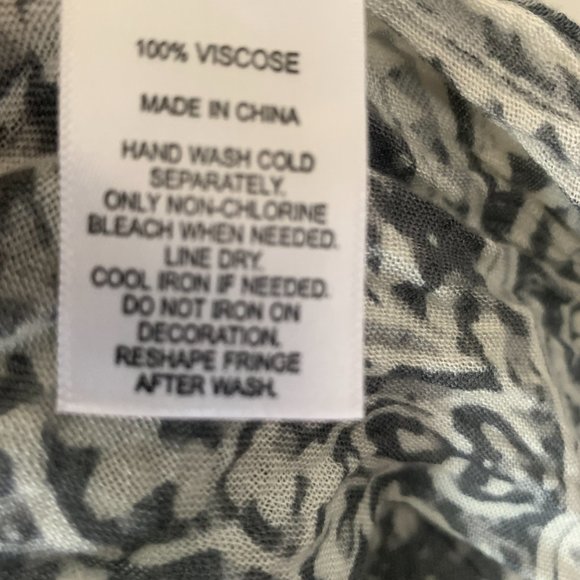 100% VISCOSE
MADE IN CHINA
HAND WASH COLD
SEPARATELY.
ONLY NON-CHLORINE
BLEACH WHEN NEEDED.
LINE DRY.
COOL IRON IF NEEDED.
DO NOT IRON ON
DECORATION.
RESHAPE FRINGE
AFTER WASH.